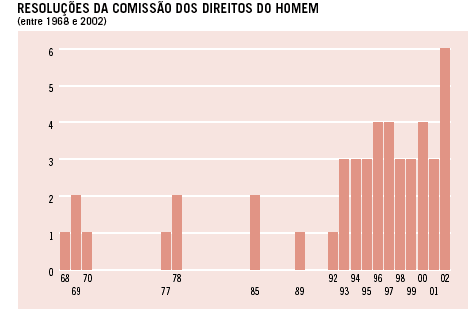 RESOLUÇÕES DA COMISSÃO DOS DIREITOS DO HOMEM
(entre 1968 e 2002)
6
5
4
3
2
1
0
68 70 78 92 94 96 98 00 02
69 77 85 89 93 95 97 99 01